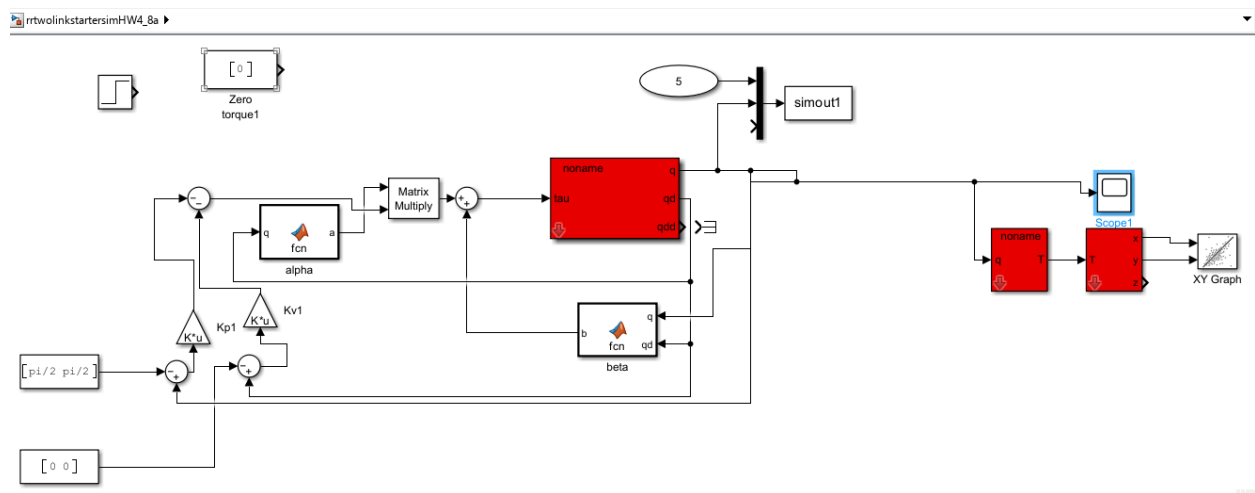 rrtwolinkstartersimHW4_8a
[ 0 ]
Zero
torque1
5
simout1
noname
q
tau
qd
qdd
Matrix
Multiply
q
fcn
a
alpha
Scope1
noname
q
T
T
x
y
z
XY Graph
K*u
Kp1
K*u
Kv1
b
fcn
q
qd
beta
[pi/2 pi/2]
[ 0 0 ]